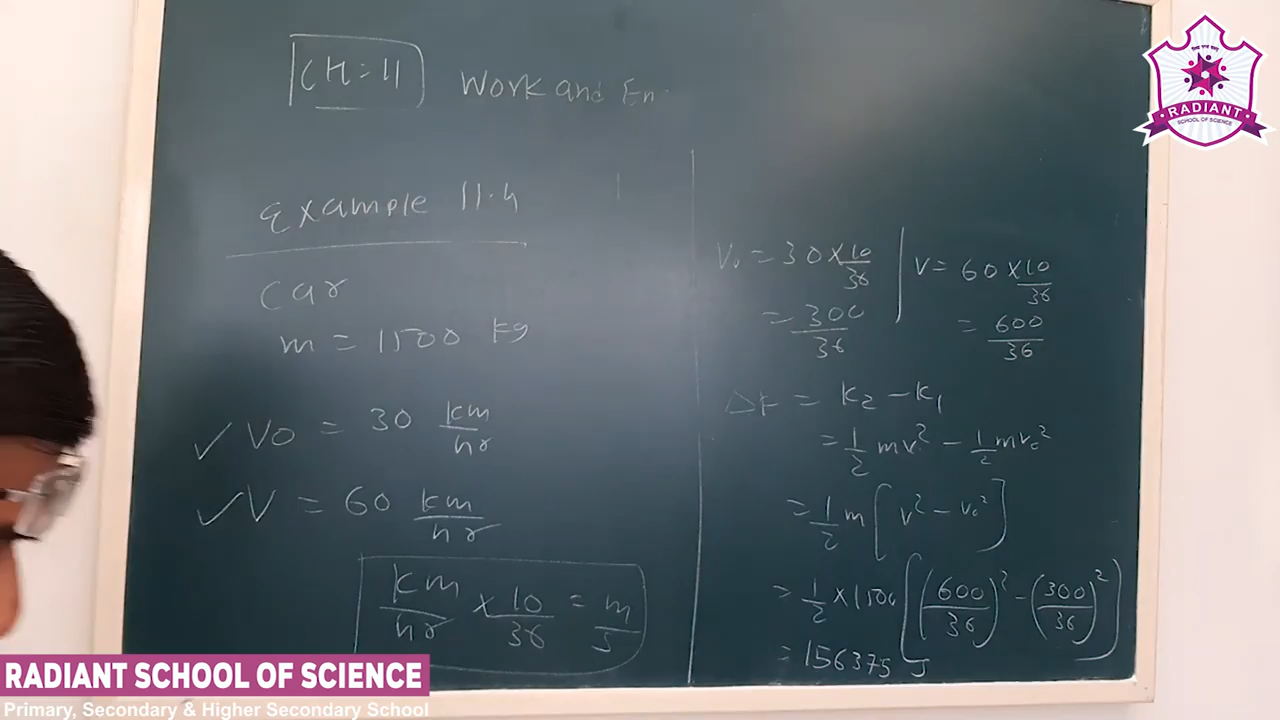 CH = 11 Work and En
Example 11.4
Car
m = 1500 kg
✓ V0 = 30 km/hr
✓ V = 60 km/hr
km/hr × 10/36 = m/s
V0 = 30 × 10/36 | V = 60 × 10/36
= 300/36 = 600/36
Δk = k2 - k1
= 1/2 mv² - 1/2 mv0²
= 1/2 m [v² - v0²]
= 1/2 × 1500 [(600/36)² - (300/36)²]
= 156375 J
RADIANT
SCHOOL OF SCIENCE
RADIANT SCHOOL OF SCIENCE
Primary, Secondary & Higher Secondary School